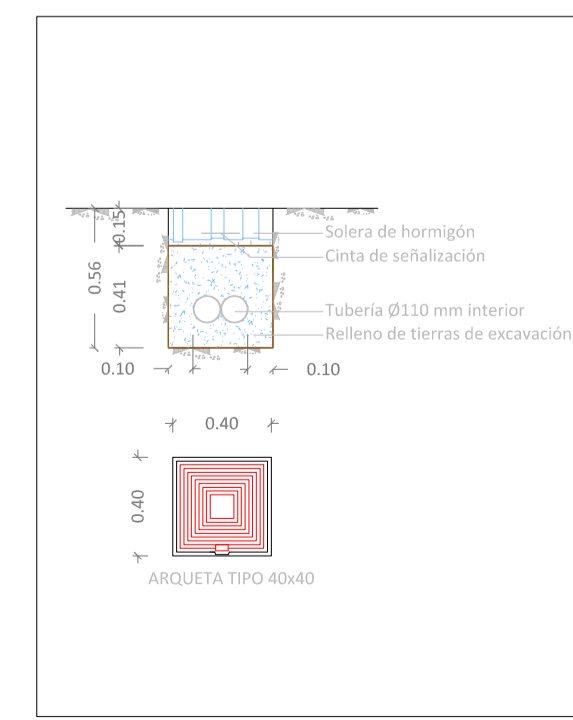 0.15
0.56
0.41
Solera de hormigón
Cinta de señalización
Tubería Ø110 mm interior
Relleno de tierras de excavación
0.10
0.10
0.40
0.40
ARQUETA TIPO 40x40